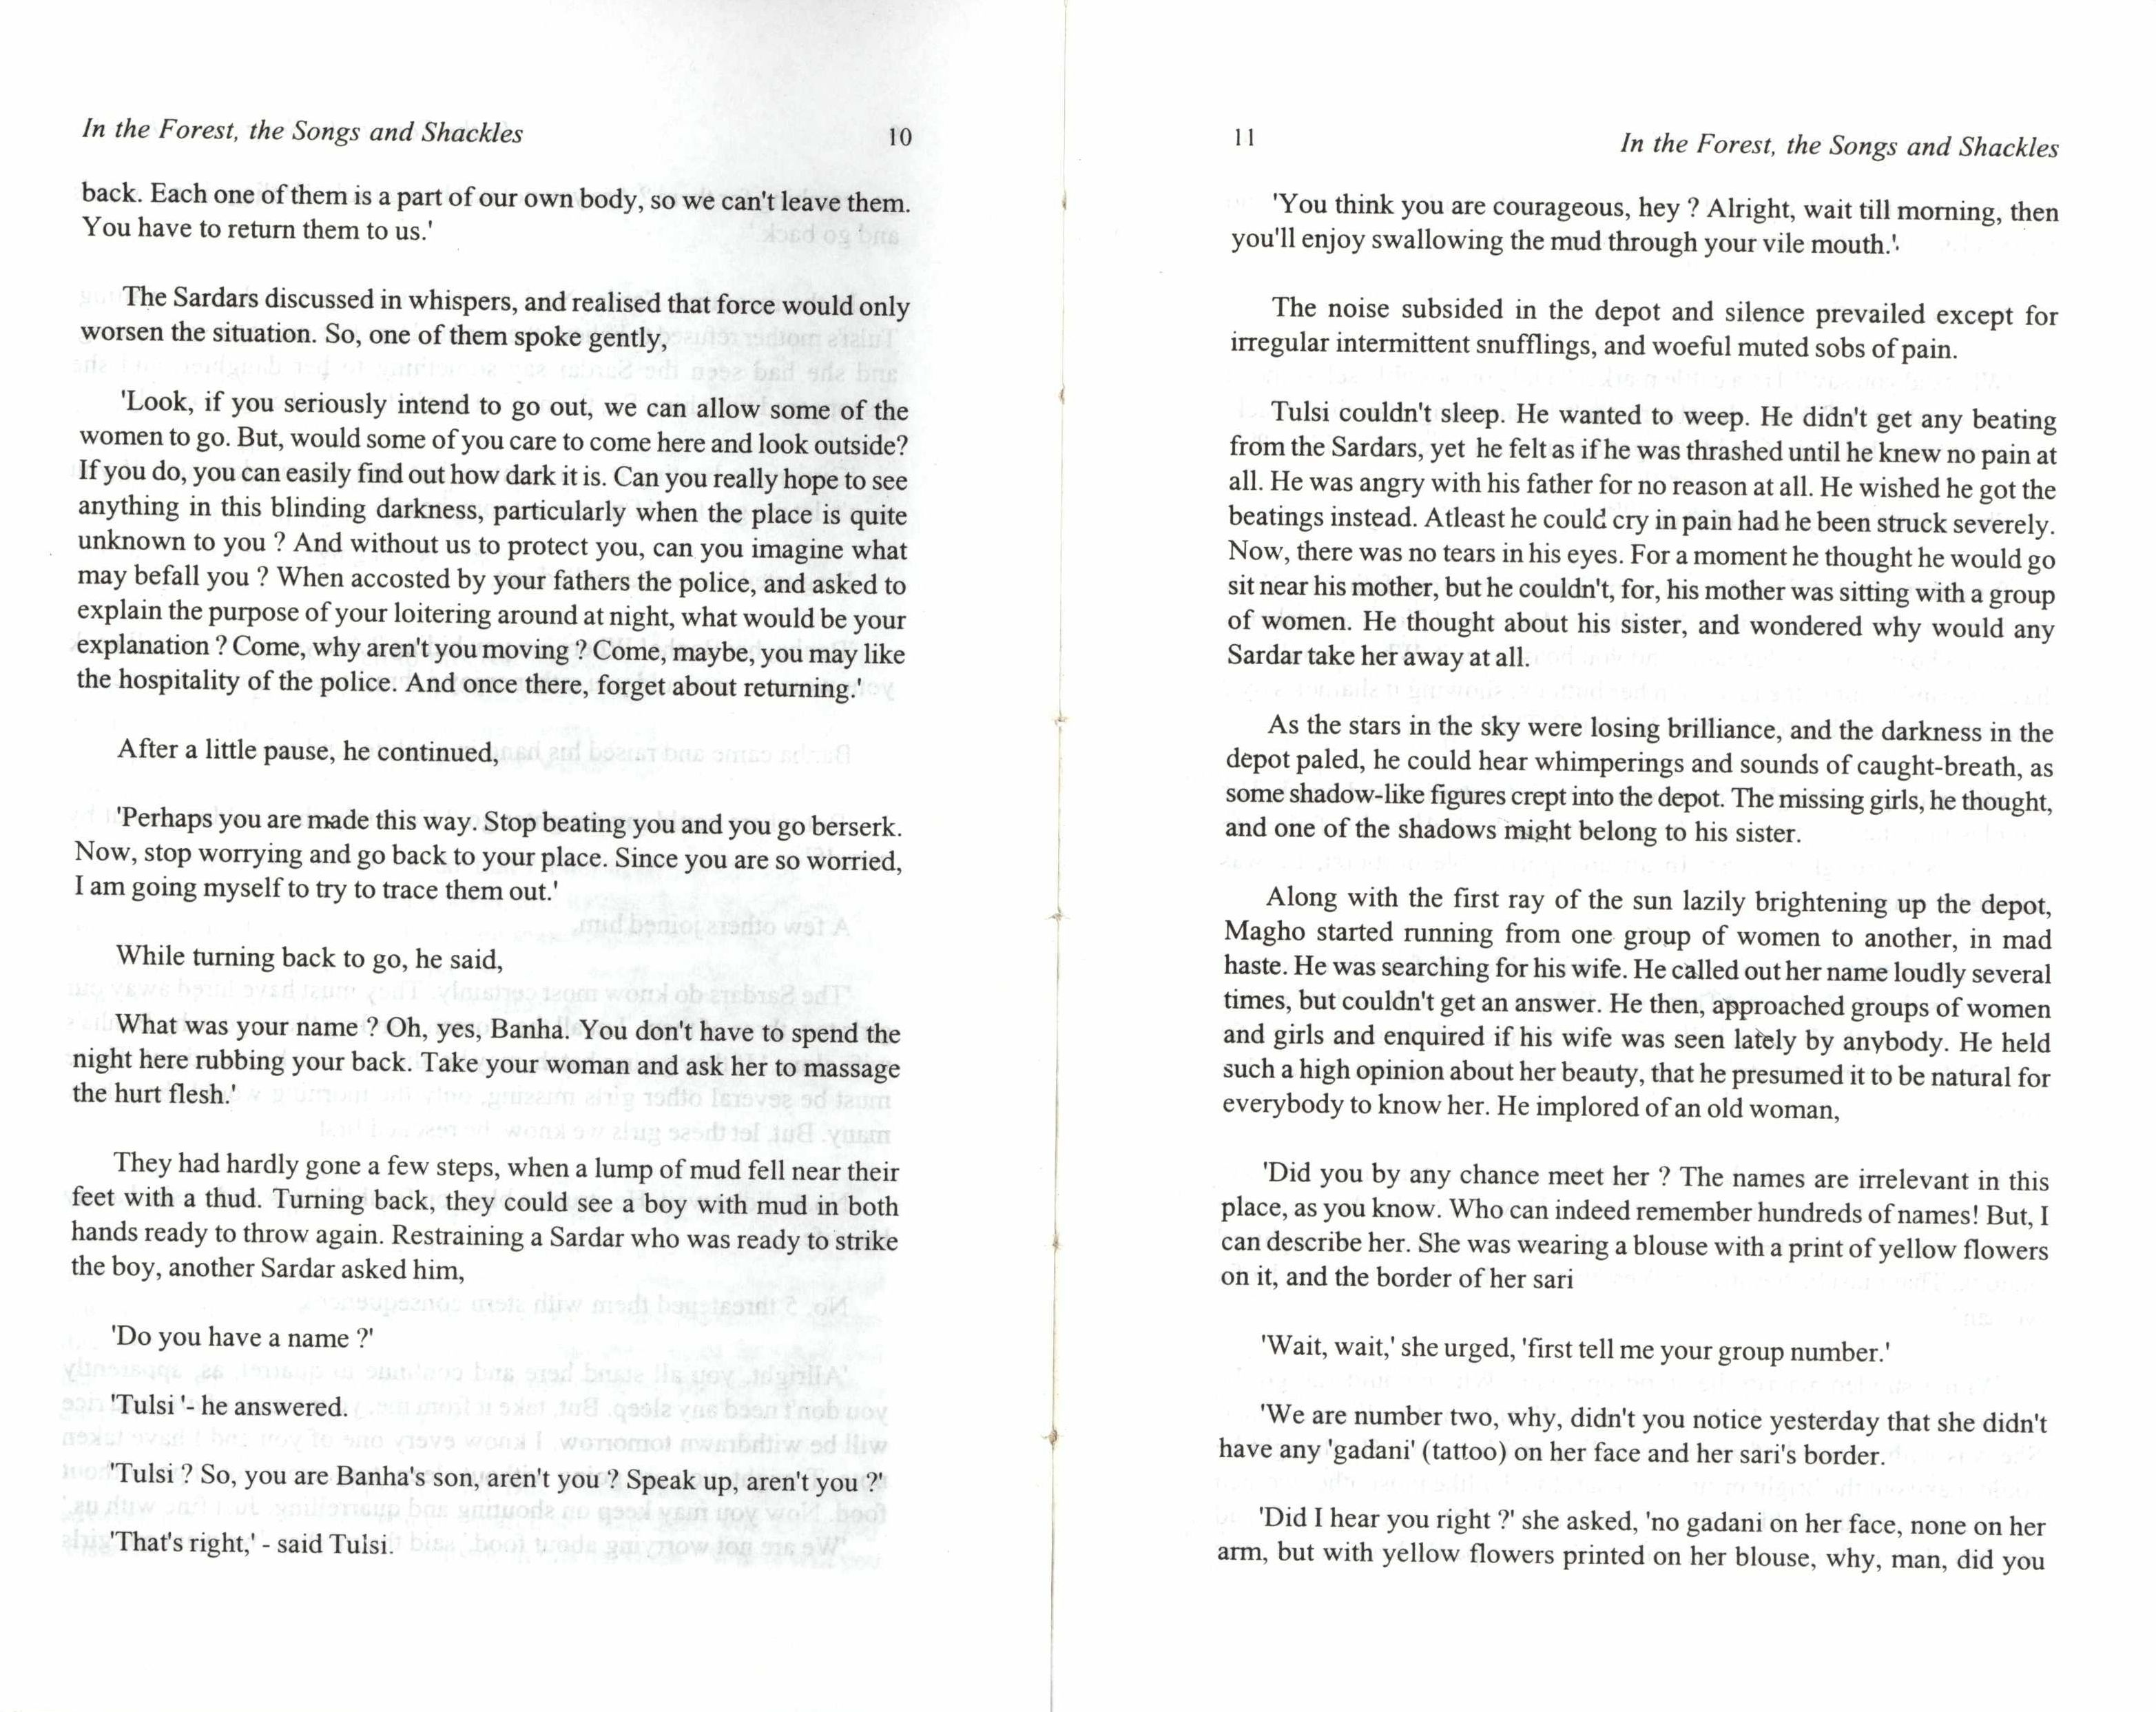 In the Forest, the Songs and Shackles 10
back. Each one of them is a part of our own body, so we can't leave them.
You have to return them to us.'
The Sardars discussed in whispers, and realised that force would only
worsen the situation. So, one of them spoke gently,
'Look, if you seriously intend to go out, we can allow some of the
women to go. But, would some of you care to come here and look outside?
If you do, you can easily find out how dark it is. Can you really hope to see
anything in this blinding darkness, particularly when the place is quite
unknown to you ? And without us to protect you, can you imagine what
may befall you ? When accosted by your fathers the police, and asked to
explain the purpose of your loitering around at night, what would be your
explanation ? Come, why aren't you moving ? Come, maybe, you may like
the hospitality of the police. And once there, forget about returning.'
After a little pause, he continued,
'Perhaps you are made this way. Stop beating you and you go berserk.
Now, stop worrying and go back to your place. Since you are so worried,
I am going myself to try to trace them out.'
While turning back to go, he said,
'What was your name ? Oh, yes, Banha. You don't have to spend the
night here rubbing your back. Take your woman and ask her to massage
the hurt flesh.'
They had hardly gone a few steps, when a lump of mud fell near their
feet with a thud. Turning back, they could see a boy with mud in both
hands ready to throw again. Restraining a Sardar who was ready to strike
the boy, another Sardar asked him,
'Do you have a name ?'
'Tulsi '- he answered.
'Tulsi ? So, you are Banha's son, aren't you ? Speak up, aren't you ?'
'That's right,' - said Tulsi.
11 In the Forest, the Songs and Shackles
'You think you are courageous, hey ? Alright, wait till morning, then
you'll enjoy swallowing the mud through your vile mouth.'.
The noise subsided in the depot and silence prevailed except for
irregular intermittent snufflings, and woeful muted sobs of pain.
Tulsi couldn't sleep. He wanted to weep. He didn't get any beating
from the Sardars, yet he felt as if he was thrashed until he knew no pain at
all. He was angry with his father for no reason at all. He wished he got the
beatings instead. Atleast he could cry in pain had he been struck severely.
Now, there was no tears in his eyes. For a moment he thought he would go
sit near his mother, but he couldn't, for, his mother was sitting with a group
of women. He thought about his sister, and wondered why would any
Sardar take her away at all.
As the stars in the sky were losing brilliance, and the darkness in the
depot paled, he could hear whimperings and sounds of caught-breath, as
some shadow-like figures crept into the depot. The missing girls, he thought,
and one of the shadows might belong to his sister.
Along with the first ray of the sun lazily brightening up the depot,
Magho started running from one group of women to another, in mad
haste. He was searching for his wife. He called out her name loudly several
times, but couldn't get an answer. He then, approached groups of women
and girls and enquired if his wife was seen lately by anybody. He held
such a high opinion about her beauty, that he presumed it to be natural for
everybody to know her. He implored of an old woman,
'Did you by any chance meet her ? The names are irrelevant in this
place, as you know. Who can indeed remember hundreds of names! But, I
can describe her. She was wearing a blouse with a print of yellow flowers
on it, and the border of her sari
'Wait, wait,' she urged, 'first tell me your group number.'
'We are number two, why, didn't you notice yesterday that she didn't
have any 'gadani' (tattoo) on her face and her sari's border.
'Did I hear you right ?' she asked, 'no gadani on her face, none on her
arm, but with yellow flowers printed on her blouse, why, man, did you